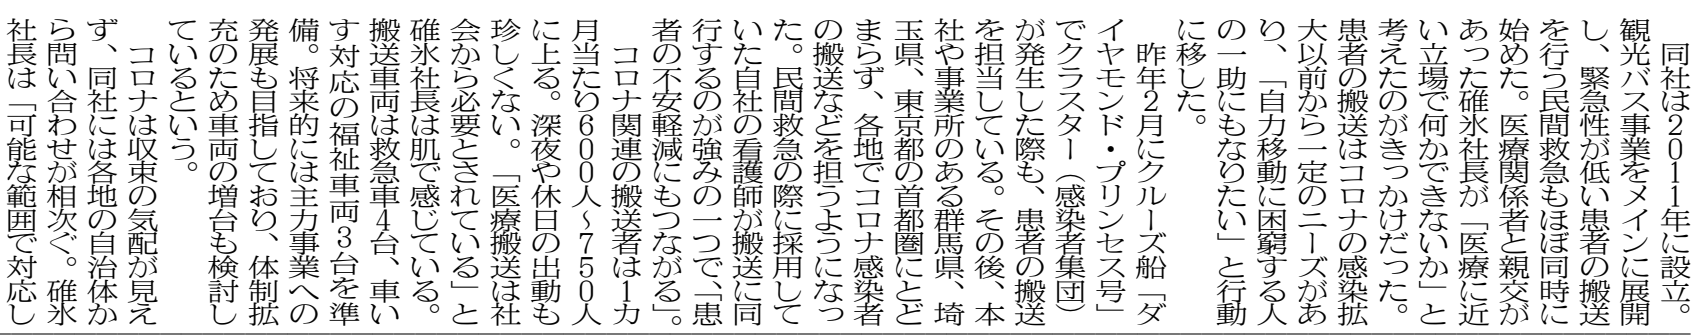 同社は2011年に設立。
観光バス事業をメインに展開
し、緊急性が低い患者の搬送
を行う民間救急もほぼ同時に
始めた。医療関係者と親交が
あった碓氷社長が「医療に近
い立場で何かできないか」と
考えたのがきっかけだった。
患者の搬送はコロナの感染拡
大以前から一定のニーズがあ
り、「自力移動に困窮する人
の一助にもなりたい」と行動
に移した。
　昨年2月にクルーズ船「ダ
イヤモンド・プリンセス号」
でクラスター（感染者集団）
が発生した際も、患者の搬送
を担当している。その後、本
社や事業所のある群馬県、埼
玉県、東京都の首都圏にとど
まらず、各地でコロナ感染者
の搬送などを担うようになっ
た。民間救急の際に採用して
いた自社の看護師が搬送に同
行するのが強みの一つで、「患
者の不安軽減にもつながる」。
　コロナ関連の搬送者は1カ
月当たり600人〜750人
に上る。深夜や休日の出動も
珍しくない。「医療搬送は社
会から必要とされている」と
碓氷社長は肌で感じている。
搬送車両は救急車4台、車い
す対応の福祉車両3台を準
備。将来的には主力事業への
発展も目指しており、体制拡
充のため車両の増台も検討し
ているという。
　コロナは収束の気配が見え
ず、同社には各地の自治体か
ら問い合わせが相次ぐ。碓氷
社長は「可能な範囲で対応し